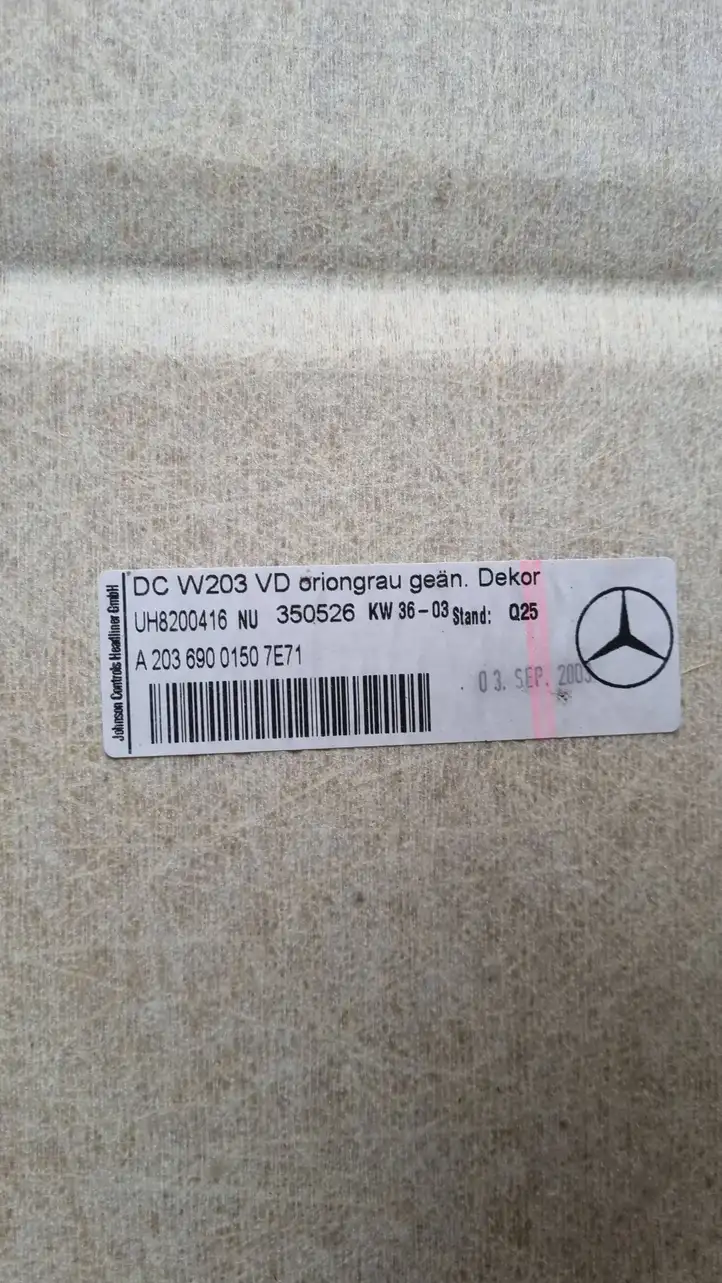 Johnson Controls Headliner GmbH
DC W203 VD oriongrau geän. Dekor
UH8200416 NU 350526 KW 36-03 Stand: Q25
A 203 690 0150 7E71
03. SEP. 2003